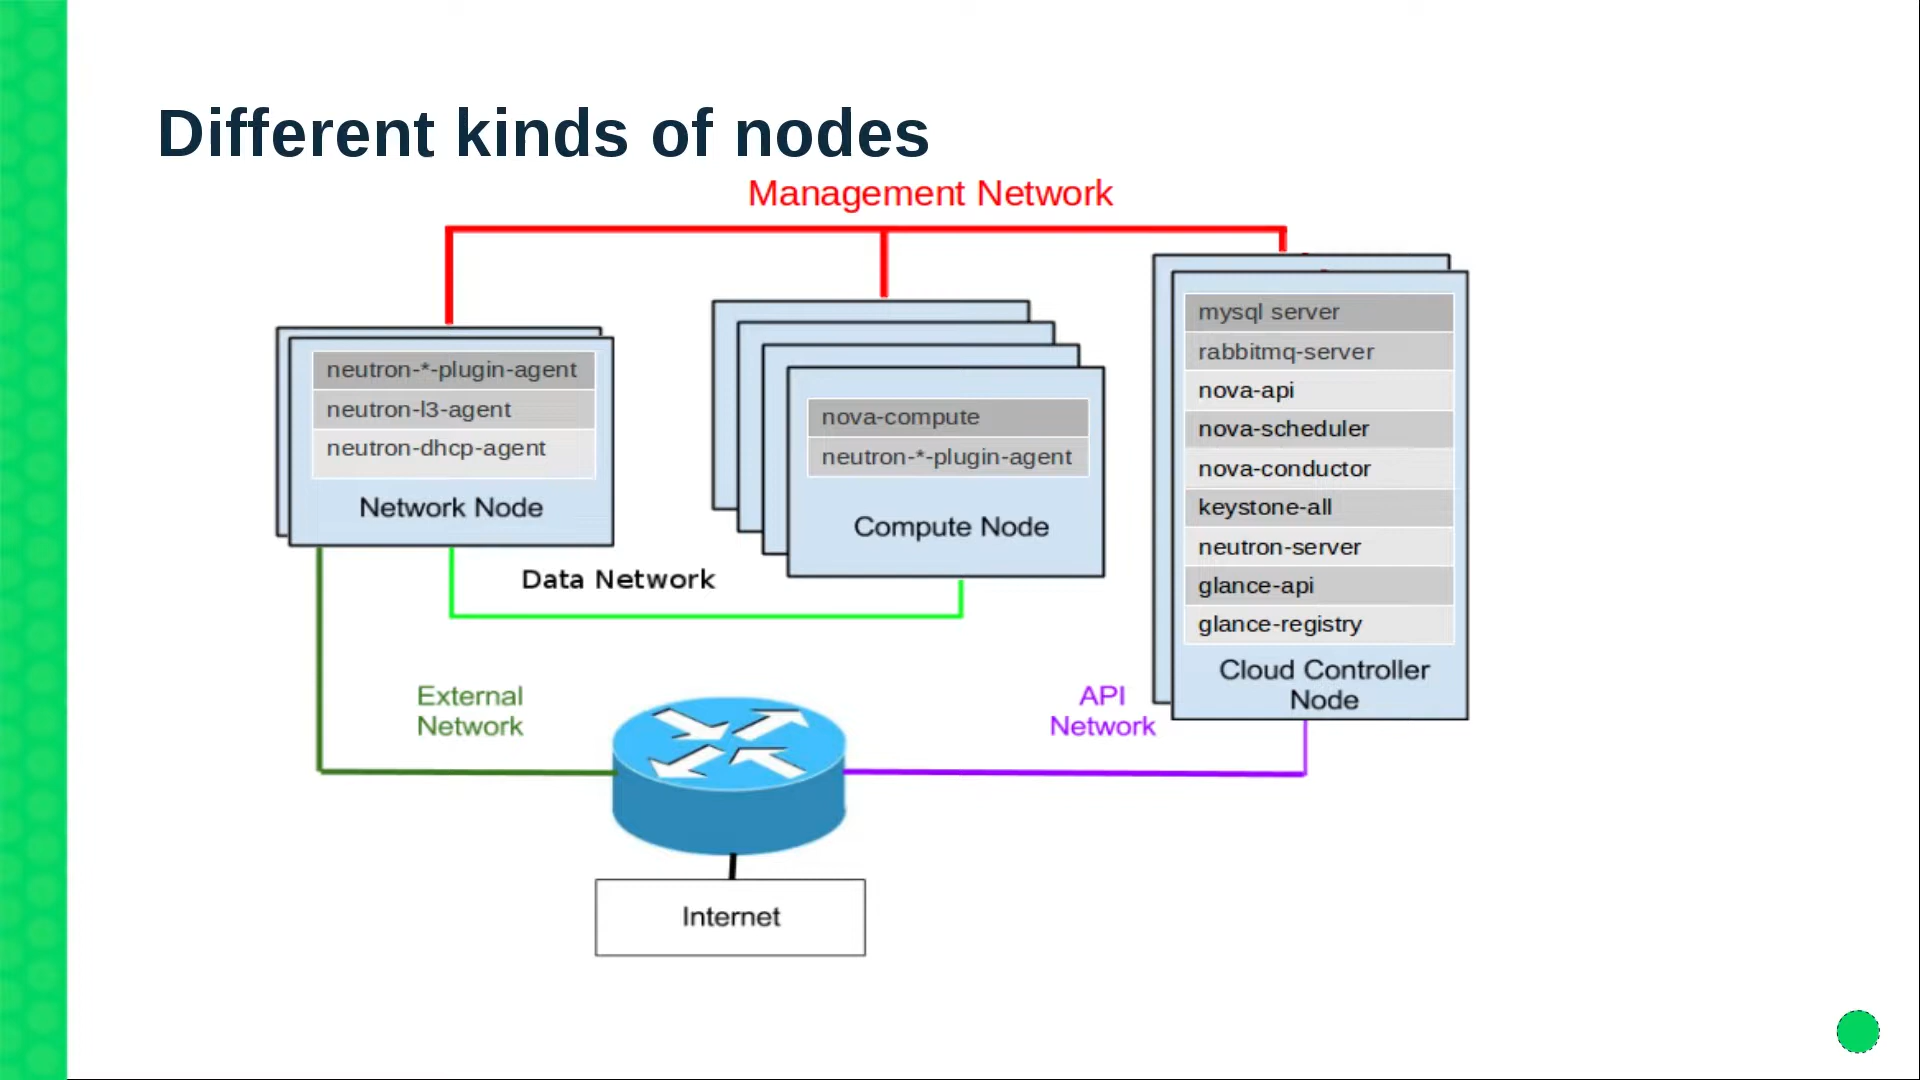 Different kinds of nodes
Management Network
neutron-*-plugin-agent
neutron-l3-agent
neutron-dhcp-agent
Network Node
nova-compute
neutron-*-plugin-agent
Compute Node
mysql server
rabbitmq-server
nova-api
nova-scheduler
nova-conductor
keystone-all
neutron-server
glance-api
glance-registry
Cloud Controller
Node
Data Network
External
Network
API
Network
Internet